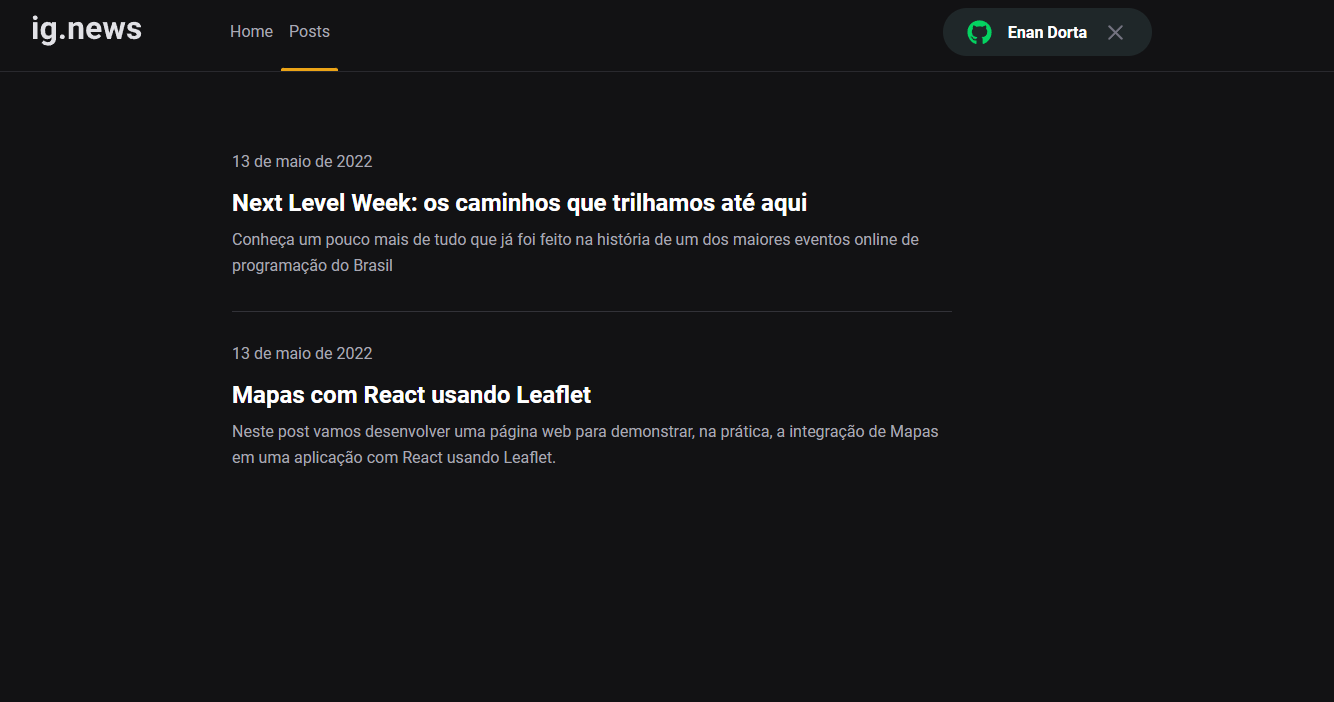 ig.news
Home Posts
Enan Dorta
13 de maio de 2022
Next Level Week: os caminhos que trilhamos até aqui
Conheça um pouco mais de tudo que já foi feito na história de um dos maiores eventos online de
programação do Brasil
13 de maio de 2022
Mapas com React usando Leaflet
Neste post vamos desenvolver uma página web para demonstrar, na prática, a integração de Mapas
em uma aplicação com React usando Leaflet.